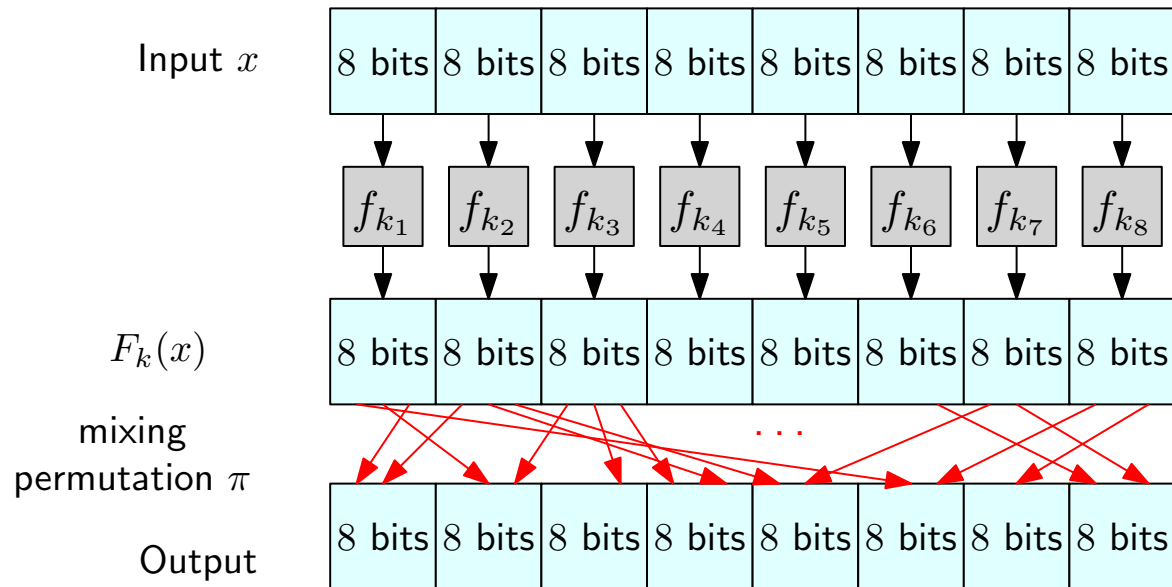 Input x 8 bits 8 bits 8 bits 8 bits 8 bits 8 bits 8 bits 8 bits
f_{k_1} f_{k_2} f_{k_3} f_{k_4} f_{k_5} f_{k_6} f_{k_7} f_{k_8}
F_k(x) 8 bits 8 bits 8 bits 8 bits 8 bits 8 bits 8 bits 8 bits
mixing
permutation π
. . .
Output 8 bits 8 bits 8 bits 8 bits 8 bits 8 bits 8 bits 8 bits